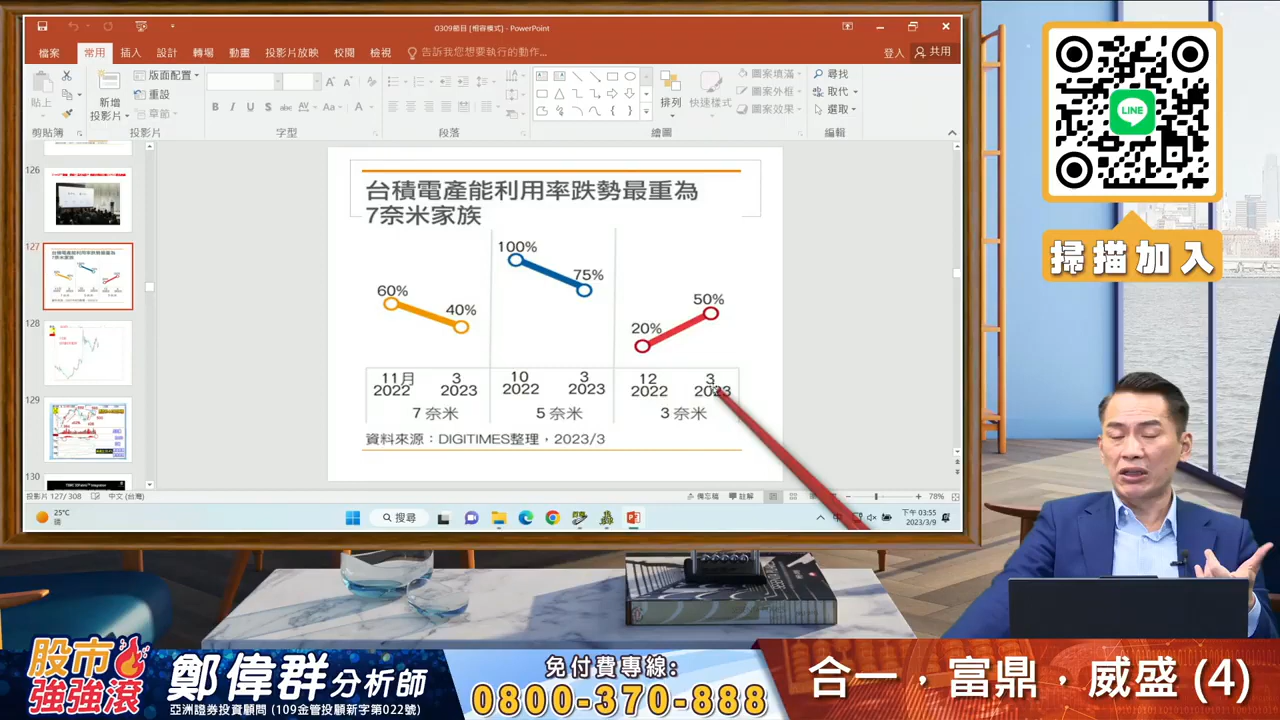 0309節目 [相容模式] - PowerPoint
檔案 常用 插入 設計 轉場 動畫 投影片放映 校閱 檢視 告訴我您想要執行的動作... 登入 共用
貼上 新增投影片 版面配置 重設 章節 B I U S abc AV Aa A 排列 快速樣式 圖案填滿 圖案外框 圖案效果 尋找 取代 選取
剪貼簿 投影片 字型 段落 繪圖 編輯
126
127
128
129
130
台積電產能利用率跌勢最重為
7奈米家族
100%
75%
60%
40%
50%
20%
11月 3 10 3 12 3
2022 2023 2022 2023 2022 2023
7 奈米 5 奈米 3 奈米
資料來源：DIGITIMES整理，2023/3
投影片 127/308 中文 (台灣) 備忘稿 註解 78%
25°C
搜尋
下午 03:55
2023/3/9
LINE
掃描加入
股市
強強滾
鄭偉群分析師
亞洲證券投資顧問 (109金管投顧新字第022號)
免付費專線:
0800-370-888
合一，富鼎，威盛 (4)